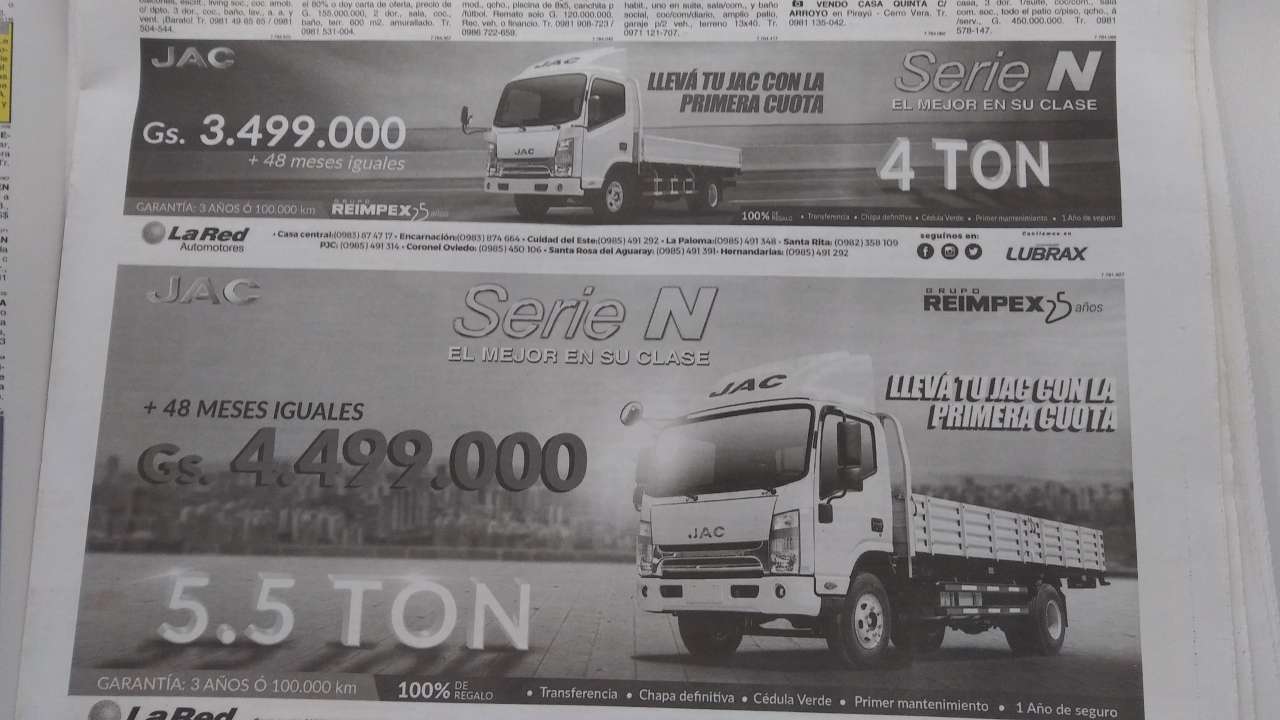 dor., coc., baño, lav., a. a. y
vent. ¡Barato! Tr. 0981 49 85 65 / 0981
504-544.
el 80% o doy carta de oferta, precio de
G. 155.000.000, 2 dor., sala, coc.,
baño, terr. 600 m2. amurallado. Tr.
0981 531-004.
mod., qcho., piscina de 8x5, canchita p
/fútbol. Remato solo G. 120.000.000.
Rec. veh. o financio. Tr. 0981 908-727 /
0986 722-659.
habit., uno en suite, sala/com., y baño
social, coc/com/diario, amplio patio,
garaje p/2 veh., terreno 13x40. Tr.
0971 121-707.
VENDO CASA QUINTA C/
ARROYO en Pirayú - Cerro Vera. Tr.
0981 135-042.
casa, 3 dor. 1/suite, coc/com., sala
com. soc., todo el patio c/piso, qcho., á
/serv., G. 450.000.000. Tr. 0981
578-147.
JAC
JAC
JAC
LLEVÁ TU JAC CON LA
PRIMERA CUOTA
Serie N
EL MEJOR EN SU CLASE
Gs. 3.499.000
+ 48 meses iguales
4 TON
GARANTÍA: 3 AÑOS Ó 100.000 km
GRUPO
REIMPEX 25 años
100% DE REGALO • Transferencia • Chapa definitiva • Cédula Verde • Primer mantenimiento • 1 Año de seguro
La Red
Automotores
• Casa central:(0983) 87 47 17 • Encarnación:(0983) 874 664 • Cuidad del Este:(0985) 491 292 • La Paloma:(0985) 491 348 • Santa Rita: (0982) 358 109
PJC: (0985) 491 314 • Coronel Oviedo: (0985) 450 106 • Santa Rosa del Aguaray: (0985) 491 391• Hernandarias: (0985) 491 292
seguinos en:
Confiamos en
LUBRAX
JAC
Serie N
EL MEJOR EN SU CLASE
GRUPO
REIMPEX 25 años
JAC
LLEVÁ TU JAC CON LA
PRIMERA CUOTA
+ 48 MESES IGUALES
Gs. 4.499.000
JAC
5.5 TON
GARANTÍA: 3 AÑOS Ó 100.000 km
100% DE REGALO • Transferencia • Chapa definitiva • Cédula Verde • Primer mantenimiento • 1 Año de seguro
La Red